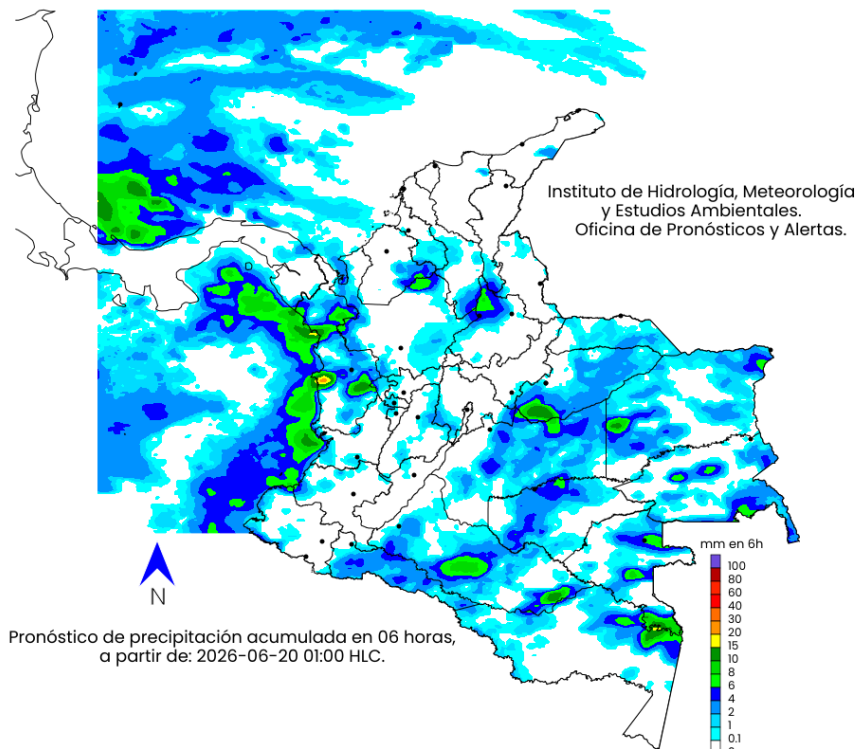 Instituto de Hidrología, Meteorología
y Estudios Ambientales.
Oficina de Pronósticos y Alertas.
mm en 6h
100
80
60
40
30
20
15
10
8
6
4
2
1
0.1
N
Pronóstico de precipitación acumulada en 06 horas,
a partir de: 2026-06-20 01:00 HLC.